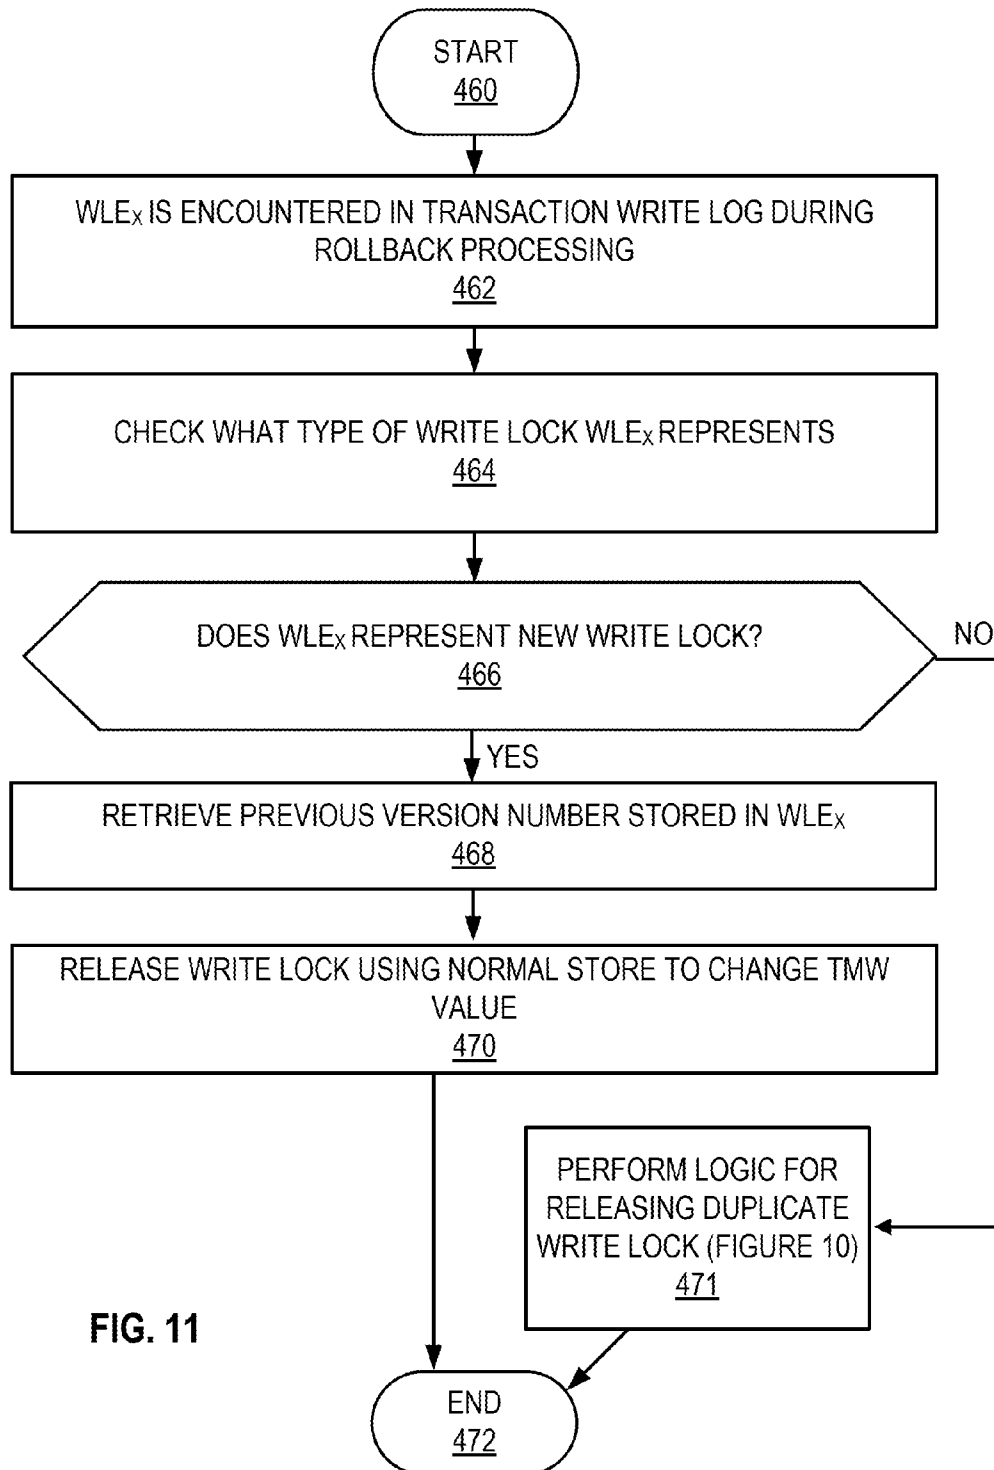 START
460
WLEX IS ENCOUNTERED IN TRANSACTION WRITE LOG DURING
ROLLBACK PROCESSING
462
CHECK WHAT TYPE OF WRITE LOCK WLEX REPRESENTS
464
DOES WLEX REPRESENT NEW WRITE LOCK?
466
NO
YES
RETRIEVE PREVIOUS VERSION NUMBER STORED IN WLEX
468
RELEASE WRITE LOCK USING NORMAL STORE TO CHANGE TMW
VALUE
470
PERFORM LOGIC FOR
RELEASING DUPLICATE
WRITE LOCK (FIGURE 10)
471
FIG. 11
END
472